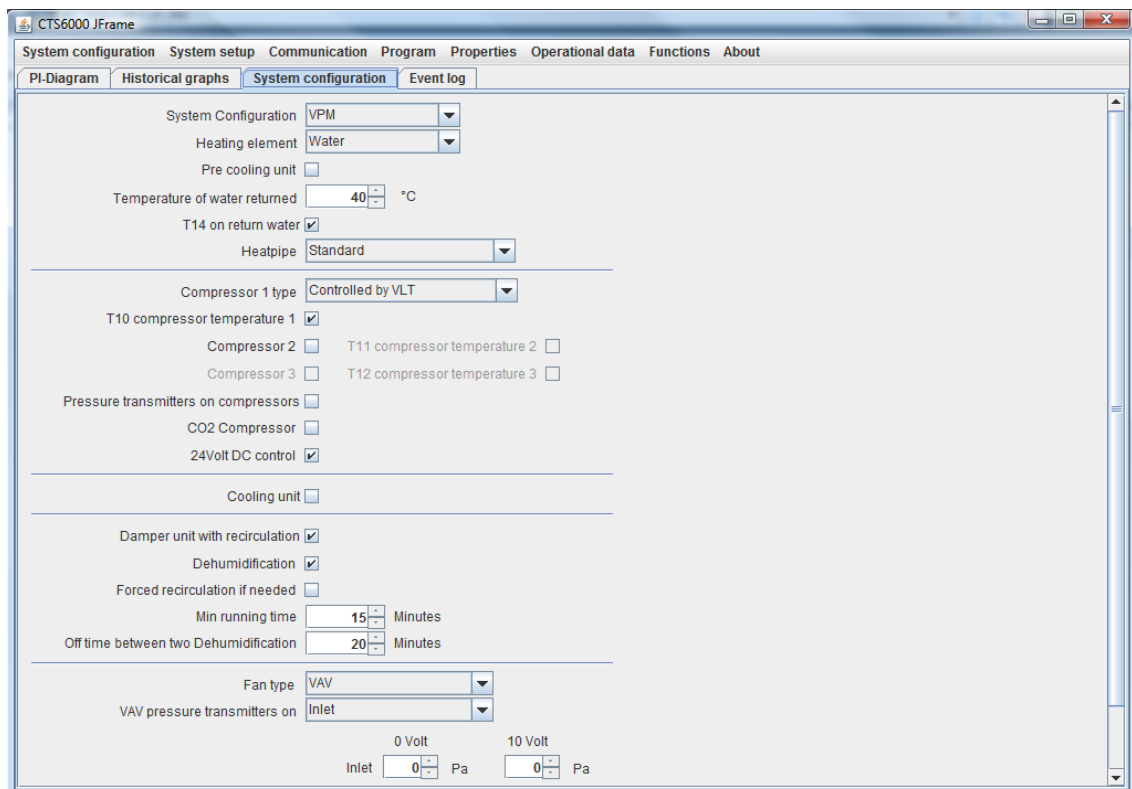 CTS6000 JFrame
System configuration System setup Communication Program Properties Operational data Functions About
PI-Diagram Historical graphs System configuration Event log
System Configuration VPM
Heating element Water
Pre cooling unit
Temperature of water returned 40 °C
T14 on return water
Heatpipe Standard
Compressor 1 type Controlled by VLT
T10 compressor temperature 1
Compressor 2 T11 compressor temperature 2
Compressor 3 T12 compressor temperature 3
Pressure transmitters on compressors
CO2 Compressor
24Volt DC control
Cooling unit
Damper unit with recirculation
Dehumidification
Forced recirculation if needed
Min running time 15 Minutes
Off time between two Dehumidification 20 Minutes
Fan type VAV
VAV pressure transmitters on Inlet
0 Volt 10 Volt
Inlet 0 Pa 0 Pa